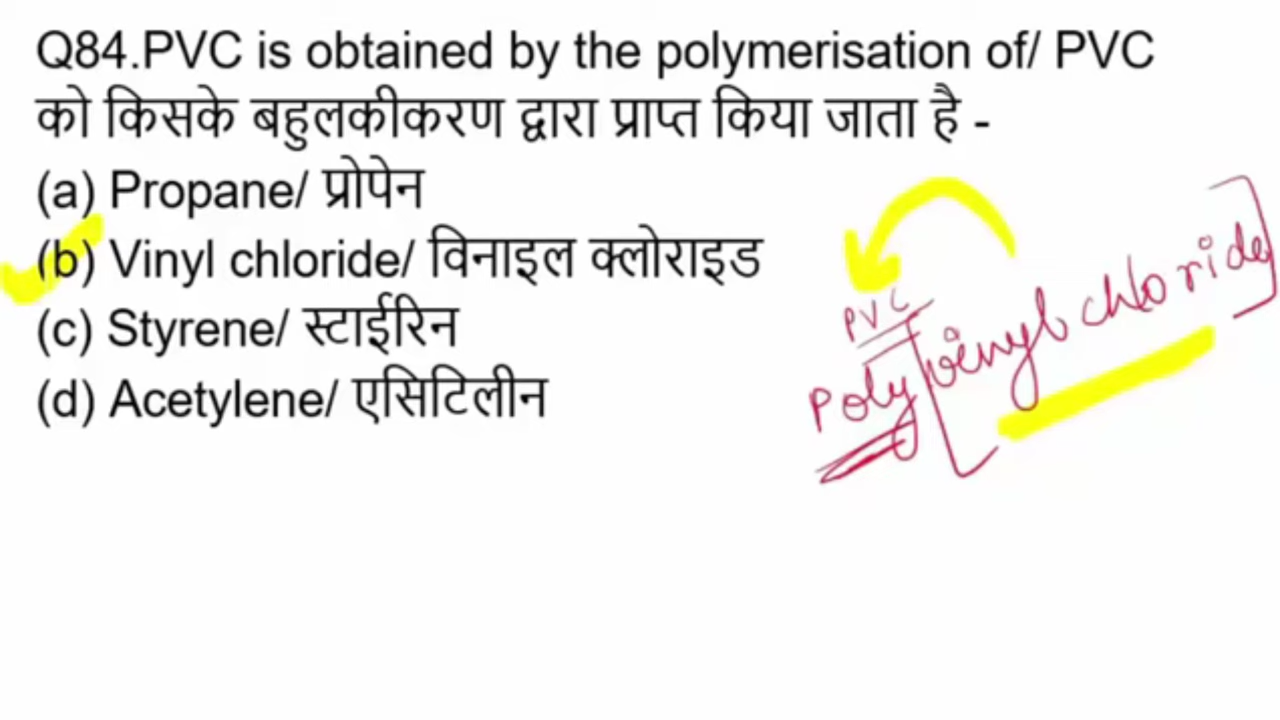 Q84.PVC is obtained by the polymerisation of/ PVC
को किसके बहुलकीकरण द्वारा प्राप्त किया जाता है -
(a) Propane/ प्रोपेन
(b) Vinyl chloride/ विनाइल क्लोराइड
(c) Styrene/ स्टाईरिन
(d) Acetylene/ एसिटिलीन
PVC
Poly [vinyl chloride]